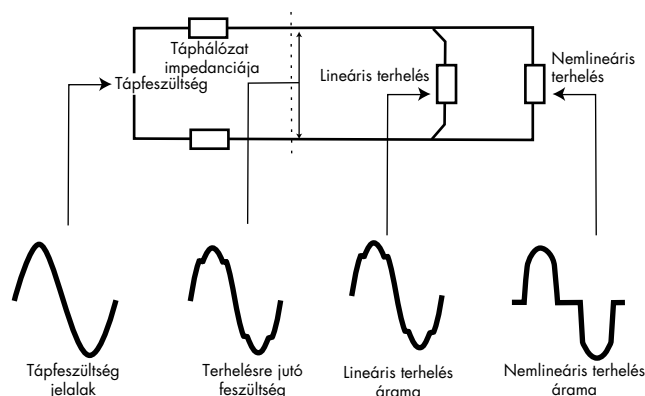 Táphálózat
impedanciája
Tápfeszültség
Lineáris terhelés
Nemlineáris
terhelés
Tápfeszültség
jelalak
Terhelésre jutó
feszültség
Lineáris terhelés
árama
Nemlineáris terhelés
árama